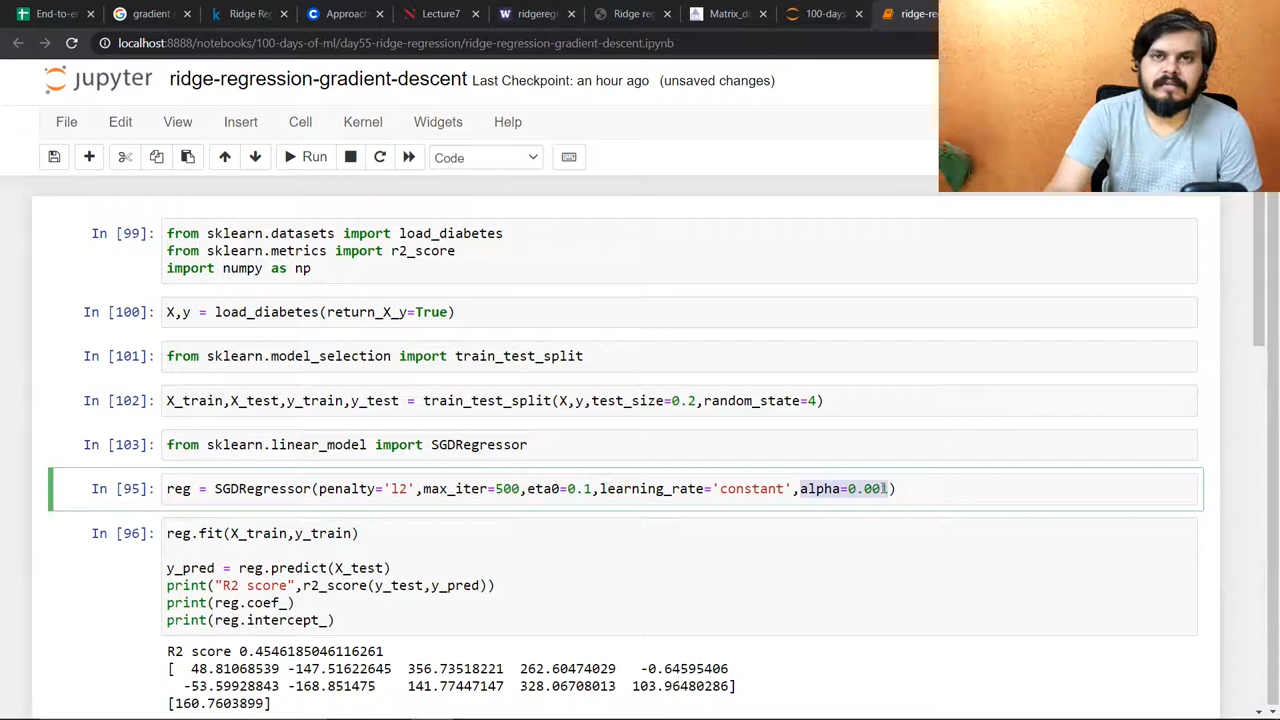 End-to-e
gradient
Ridge Reg
Approach
Lecture7
ridgereg
Ridge reg
Matrix_de
100-days
ridge-re
localhost:8888/notebooks/100-days-of-ml/day55-ridge-regression/ridge-regression-gradient-descent.ipynb
jupyter ridge-regression-gradient-descent Last Checkpoint: an hour ago (unsaved changes)
File Edit View Insert Cell Kernel Widgets Help
Run Code
In [99]: from sklearn.datasets import load_diabetes
from sklearn.metrics import r2_score
import numpy as np
In [100]: X,y = load_diabetes(return_X_y=True)
In [101]: from sklearn.model_selection import train_test_split
In [102]: X_train,X_test,y_train,y_test = train_test_split(X,y,test_size=0.2,random_state=4)
In [103]: from sklearn.linear_model import SGDRegressor
In [95]: reg = SGDRegressor(penalty='l2',max_iter=500,eta0=0.1,learning_rate='constant',alpha=0.001)
In [96]: reg.fit(X_train,y_train)
y_pred = reg.predict(X_test)
print("R2 score",r2_score(y_test,y_pred))
print(reg.coef_)
print(reg.intercept_)
R2 score 0.4546185046116261
[ 48.81068539 -147.51622645 356.73518221 262.60474029 -0.64595406
-53.59928843 -168.851475 141.77447147 328.06708013 103.96480286]
[160.7603899]